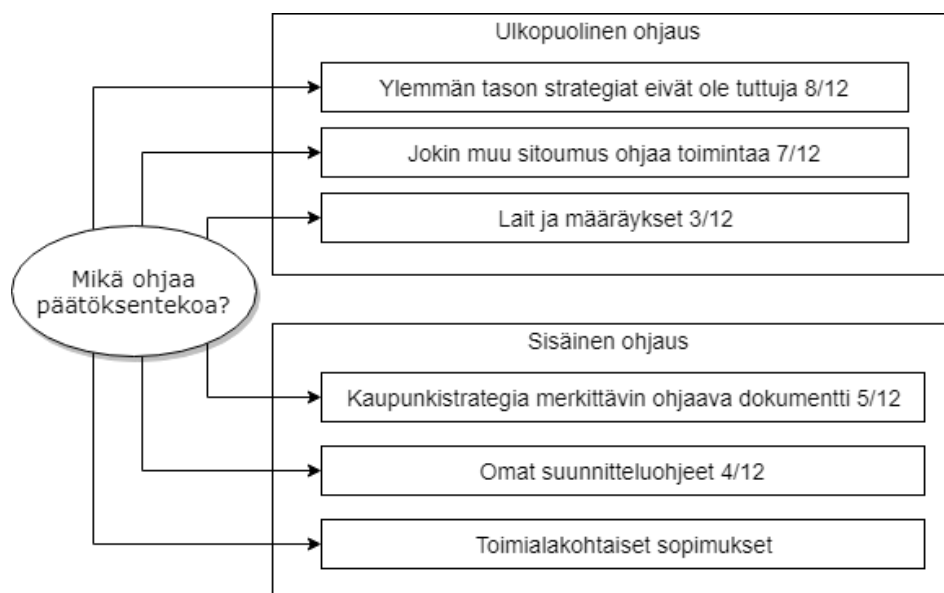 Ulkopuolinen ohjaus
Ylemmän tason strategiat eivät ole tuttuja 8/12
Jokin muu sitoumus ohjaa toimintaa 7/12
Lait ja määräykset 3/12
Mikä ohjaa
päätöksentekoa?
Sisäinen ohjaus
Kaupunkistrategia merkittävin ohjaava dokumentti 5/12
Omat suunnitteluohjeet 4/12
Toimialakohtaiset sopimukset